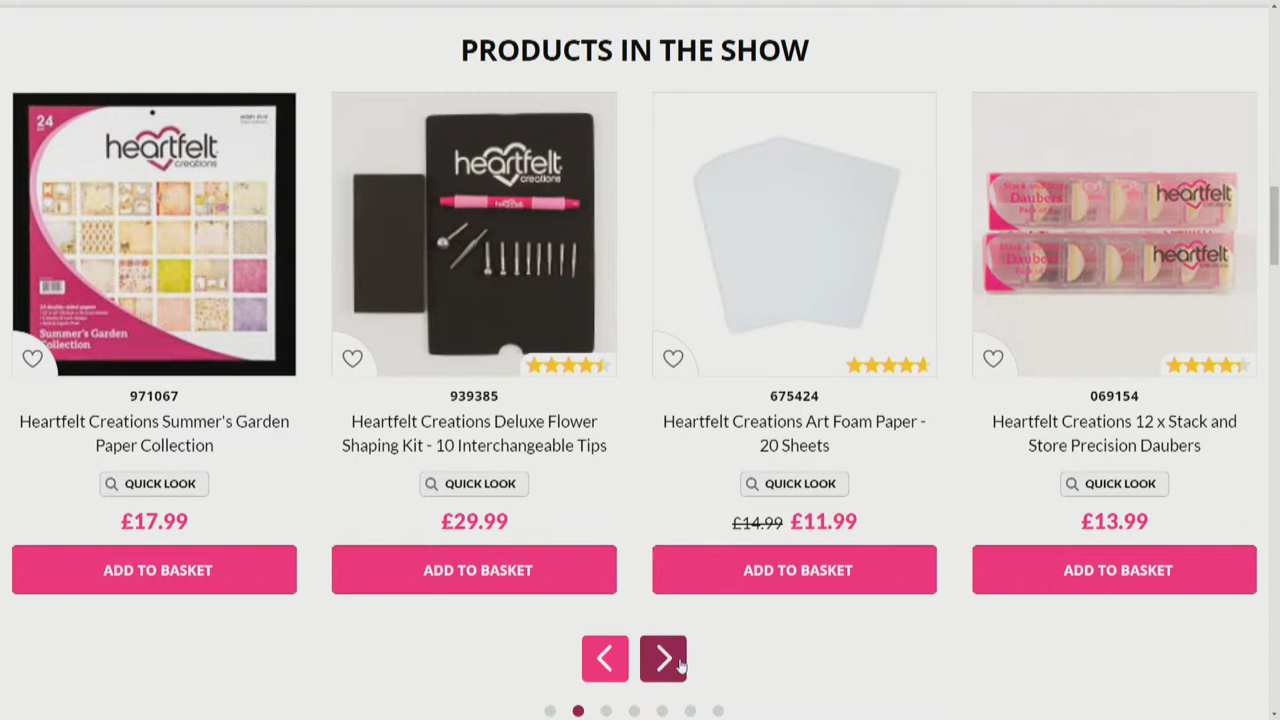 PRODUCTS IN THE SHOW
24
heartfelt
creations
Summer's Garden
Collection
heartfelt
creations
heartfelt
Stack and Store
Daubers
heartfelt
creations
Daubers
heartfelt
creations
971067
Heartfelt Creations Summer's Garden
Paper Collection
QUICK LOOK
£17.99
ADD TO BASKET
939385
Heartfelt Creations Deluxe Flower
Shaping Kit - 10 Interchangeable Tips
QUICK LOOK
£29.99
ADD TO BASKET
675424
Heartfelt Creations Art Foam Paper -
20 Sheets
QUICK LOOK
£14.99 £11.99
ADD TO BASKET
069154
Heartfelt Creations 12 x Stack and
Store Precision Daubers
QUICK LOOK
£13.99
ADD TO BASKET